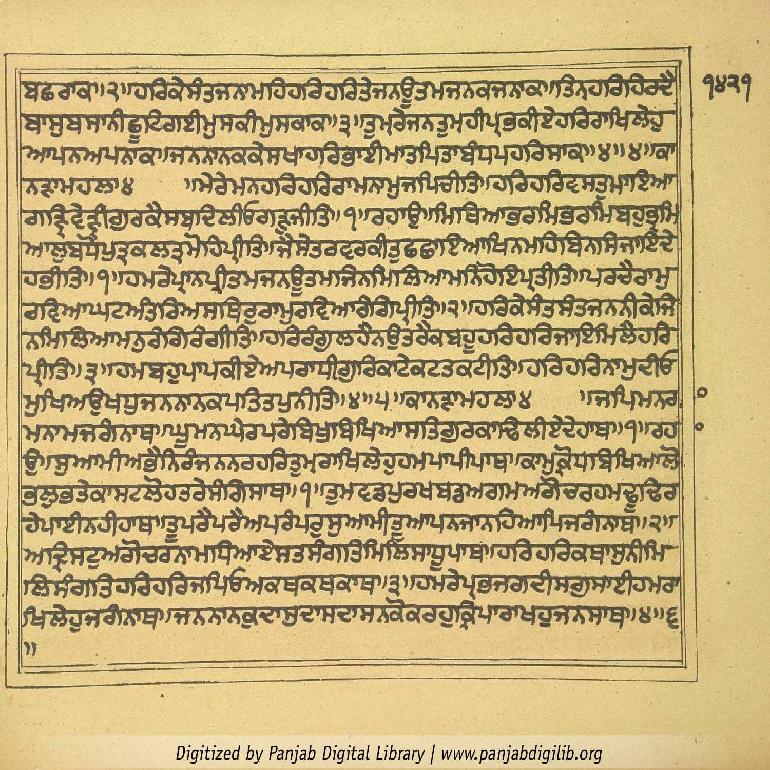 ੧੪੨੧
ਬਛਰਾਕਾ॥੨॥ਹਰਿਕੇਸੰਤਜਨਾਮਹਿਹਰਿਹਰਿਤੇਜਨਊਤਮਜਨਕਜਨਾਕਾ॥ਤਿਨਹਰਿਹਿਰਦੈ
ਬਾਸੁਬਸਾਨੀਛੂਟਿਗਈਮੁਸਕੀਮੁਸਕਾਕਾ॥੩॥ਤੁਮਰੇਜਨਤੁਮਹੀਪ੍ਰਭਕੀਏਹਰਿਰਾਖਿਲੇਹੁ
ਆਪਨਅਪਨਾਕਾ॥ਜਨਨਾਨਕਕੇਸਖਾਹਰਿਭਾਈਮਾਤਪਿਤਾਬੰਧਪਹਰਿਸਾਕਾ॥੪॥੪॥ਕਾ
ਨੜਾਮਹਲਾ੪ ॥ਮੇਰੇਮਨਹਰਿਹਰਿਰਾਮਨਾਮੁਜਪਿਚੀਤਿ॥ਹਰਿਹਰਿਵਸਤੁਮਾਇਆ
ਗੜਿੑਵੇੜੀੑਗੁਰਕੈਸਬਦਿਲੀਓਗੜੁਜੀਤਿ॥੧॥ਰਹਾਉ॥ਮਿਥਿਆਭਰਮਿਭਰਮਿਬਹੁਭ੍ਰਮਿ
ਆਲੁਬਧੋਪੁਤ੍ਰਕਲਤ੍ਰਮੋਹਿਪ੍ਰੀਤਿ॥ਜੈਸੇਤਰਵਰਕੀਤੁਛਛਾਇਆਖਿਨਮਹਿਬਿਨਸਿਜਾਇਦੇ
ਹਭੀਤਿ॥੧॥ਹਮਰੇਪ੍ਰਾਨਪ੍ਰੀਤਮਜਨਊਤਮਜਿਨਮਿਲਿਆਮਨਿਹੋਇਪ੍ਰਤੀਤਿ॥ਪਰਚੈਰਾਮੁ
ਰਵਿਆਘਟਅੰਤਰਿਅਸਥਿਰੁਰਾਮੁਰਵਿਆਰੰਗਿਪ੍ਰੀਤਿ॥੨॥ਹਰਿਕੇਸੰਤਸੰਤਜਨਨੀਕੇਜਿ
ਨਮਿਲਿਆਮਨੁਰੰਗਿਰੰਗੀਤਿ॥ਹਰਿਰੰਗੁਲਹੈਨਉਤਰੈਕਬਹੂਹਰਿਹਰਿਜਾਇਮਿਲੈਹਰਿ
ਪ੍ਰੀਤਿ॥੩॥ਹਮਬਹੁਪਾਪਕੀਏਅਪਰਾਧੀਗੁਰਿਕਾਟੇਕਟਤਕਟੀਤਿ॥ਹਰਿਹਰਿਨਾਮੁਦੀਓ
ਮੁਖਿਅਉਖਧੁਜਨਨਾਨਕਪਤਿਤਪੁਨੀਤਿ॥੪॥੫॥ਕਾਨੜਾਮਹਲਾ੪ ॥ਜਪਿਮਨਰਾ
ਮਨਾਮਜਗੰਨਾਥ॥ਘੂਮਨਘੇਰਪਰੇਬਿਖੁਬਿਖਿਆਸਤਿਗੁਰਕਾਢਿਲੀਏਦੇਹਾਥ॥੧॥ਰਹਾ
ਉ॥ਸੁਆਮੀਅਭੈਨਿਰੰਜਨਨਰਹਰਿਤੁਮੑਰਾਖਿਲੇਹੁਹਮਪਾਪੀਪਾਥ॥ਕਾਮਕ੍ਰੋਧਬਿਖਿਆਲੋ
ਭਲੁਭਤੇਕਾਸਟਲੋਹਤਰੇਸੰਗਿਸਾਥ॥੧॥ਤੁਮਵਡਪੁਰਖਬਡਅਗਮਅਗੋਚਰਹਮਢੂਢਿਰ
ਹੇਪਾਈਨਹੀਹਾਥ॥ਤੂਪਰੈਪਰੈਅਪਰੰਪਰੁਸੁਆਮੀਤੂਆਪਨਜਾਨਹਿਆਪਿਜਗੰਨਾਥ॥੨॥
ਅਦ੍ਰਿਸਟੁਅਗੋਚਰਨਾਮਧਿਆਏਸਤਸੰਗਤਿਮਿਲਿਸਾਧੂਪਾਥ॥ਹਰਿਹਰਿਕਥਾਸੁਨੀਮਿ
ਲਿਸੰਗਤਿਹਰਿਹਰਿਜਪਿਓਅਕਥਕਥਕਾਥ॥੩॥ਹਮਰੇਪ੍ਰਭਜਗਦੀਸਗੁਸਾਈਹਮਰਾ
ਖਿਲੇਹੁਜਗੰਨਾਥ॥ਜਨਨਾਨਕੁਦਾਸੁਦਾਸਦਾਸਨਕੋਕਰਹੁਕ੍ਰਿਪਾਰਾਖਹੁਜਨਸਾਥ॥੪॥੬
॥
Digitized by Panjab Digital Library | www.panjabdigilib.org